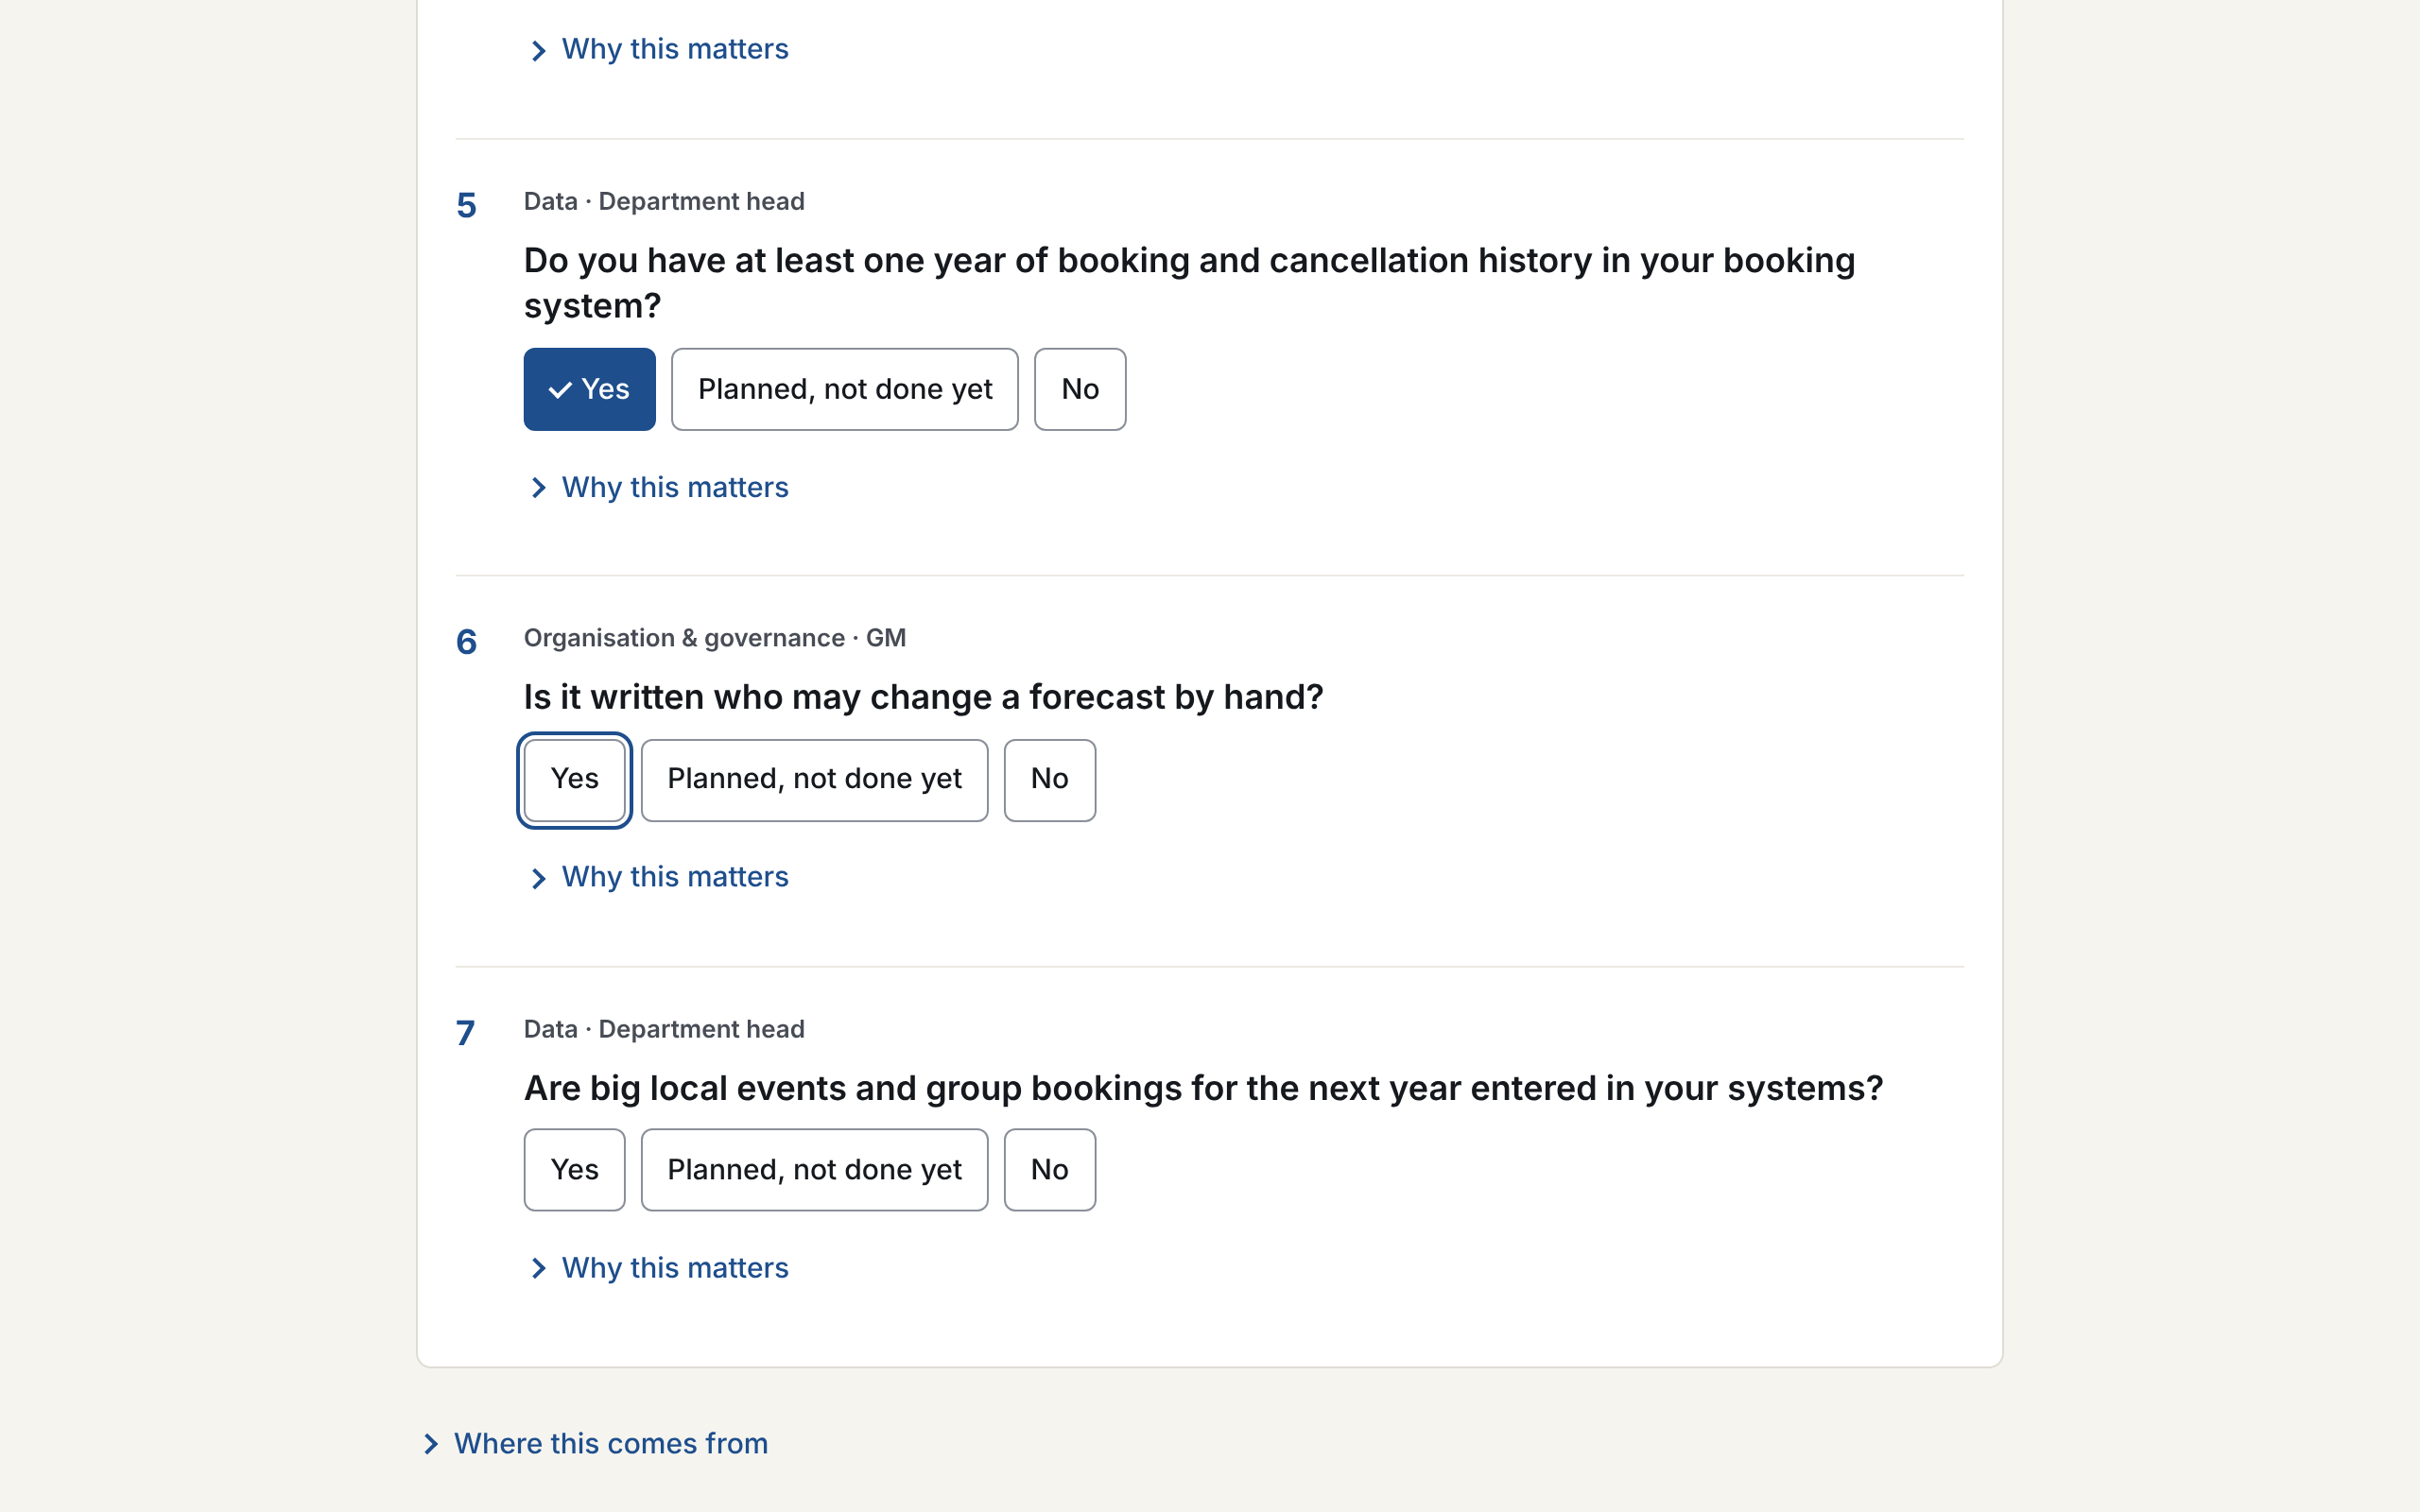 Why this matters
5
Data · Department head
Do you have at least one year of booking and cancellation history in your booking
system?
Yes
Planned, not done yet
No
Why this matters
6
Organisation & governance · GM
Is it written who may change a forecast by hand?
Yes
Planned, not done yet
No
Why this matters
7
Data · Department head
Are big local events and group bookings for the next year entered in your systems?
Yes
Planned, not done yet
No
Why this matters
Where this comes from